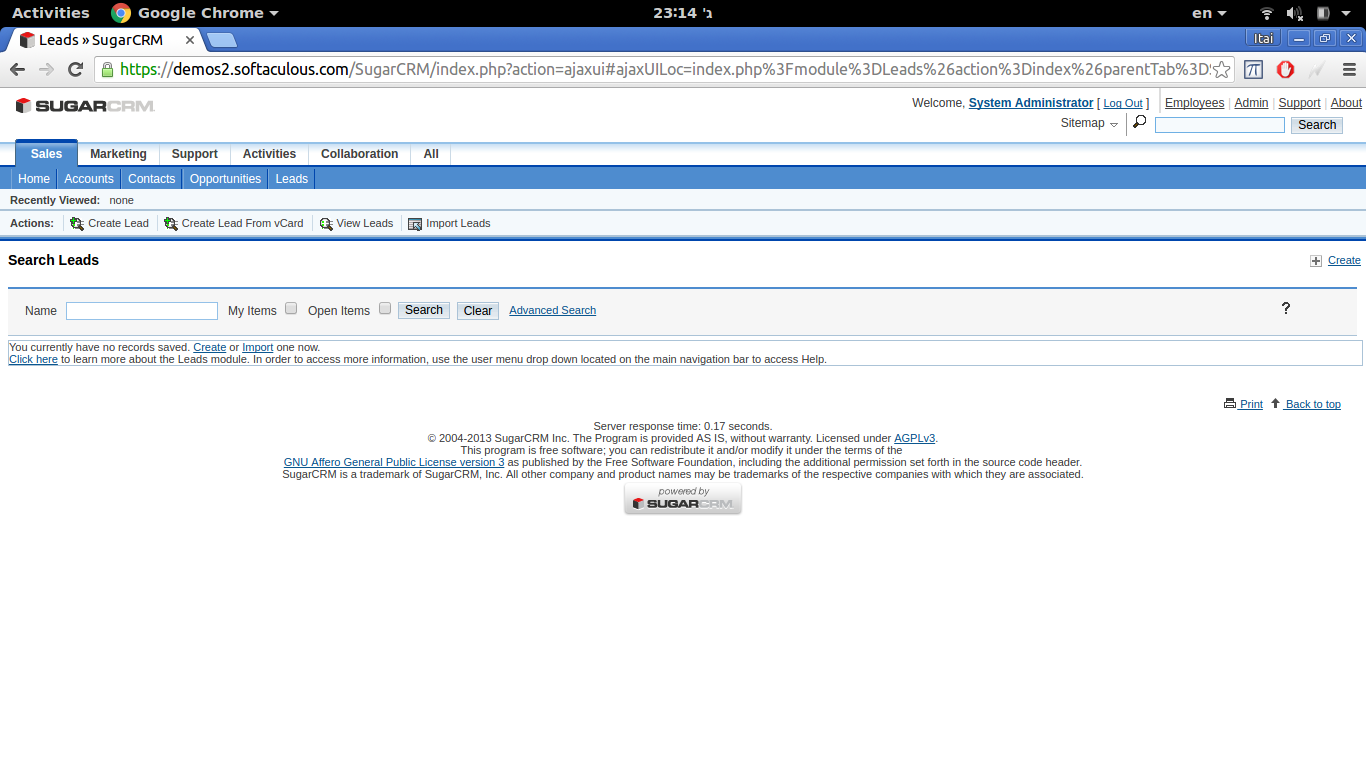 Activities Google Chrome 23:14 ג' en
Leads » SugarCRM × Itai
https://demos2.softaculous.com/SugarCRM/index.php?action=ajaxui#ajaxUILoc=index.php%3Fmodule%3DLeads%26action%3Dindex%26parentTab%3D
SUGARCRM Welcome, System Administrator [ Log Out ] Employees | Admin | Support | About
Sitemap Search
Sales Marketing Support Activities Collaboration All
Home Accounts Contacts Opportunities Leads
Recently Viewed: none
Actions: Create Lead Create Lead From vCard View Leads Import Leads
Search Leads Create
Name My Items Open Items Search Clear Advanced Search ?
You currently have no records saved. Create or Import one now.
Click here to learn more about the Leads module. In order to access more information, use the user menu drop down located on the main navigation bar to access Help.
Print Back to top
Server response time: 0.17 seconds.
© 2004-2013 SugarCRM Inc. The Program is provided AS IS, without warranty. Licensed under AGPLv3.
This program is free software; you can redistribute it and/or modify it under the terms of the
GNU Affero General Public License version 3 as published by the Free Software Foundation, including the additional permission set forth in the source code header.
SugarCRM is a trademark of SugarCRM, Inc. All other company and product names may be trademarks of the respective companies with which they are associated.
powered by
SUGARCRM